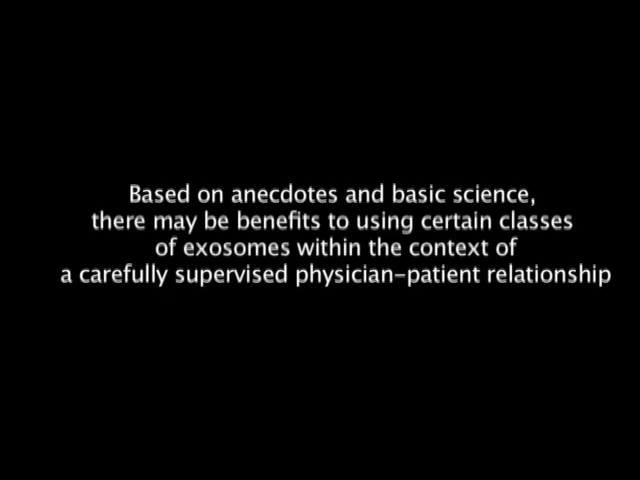 Based on anecdotes and basic science,
there may be benefits to using certain classes
of exosomes within the context of
a carefully supervised physician-patient relationship